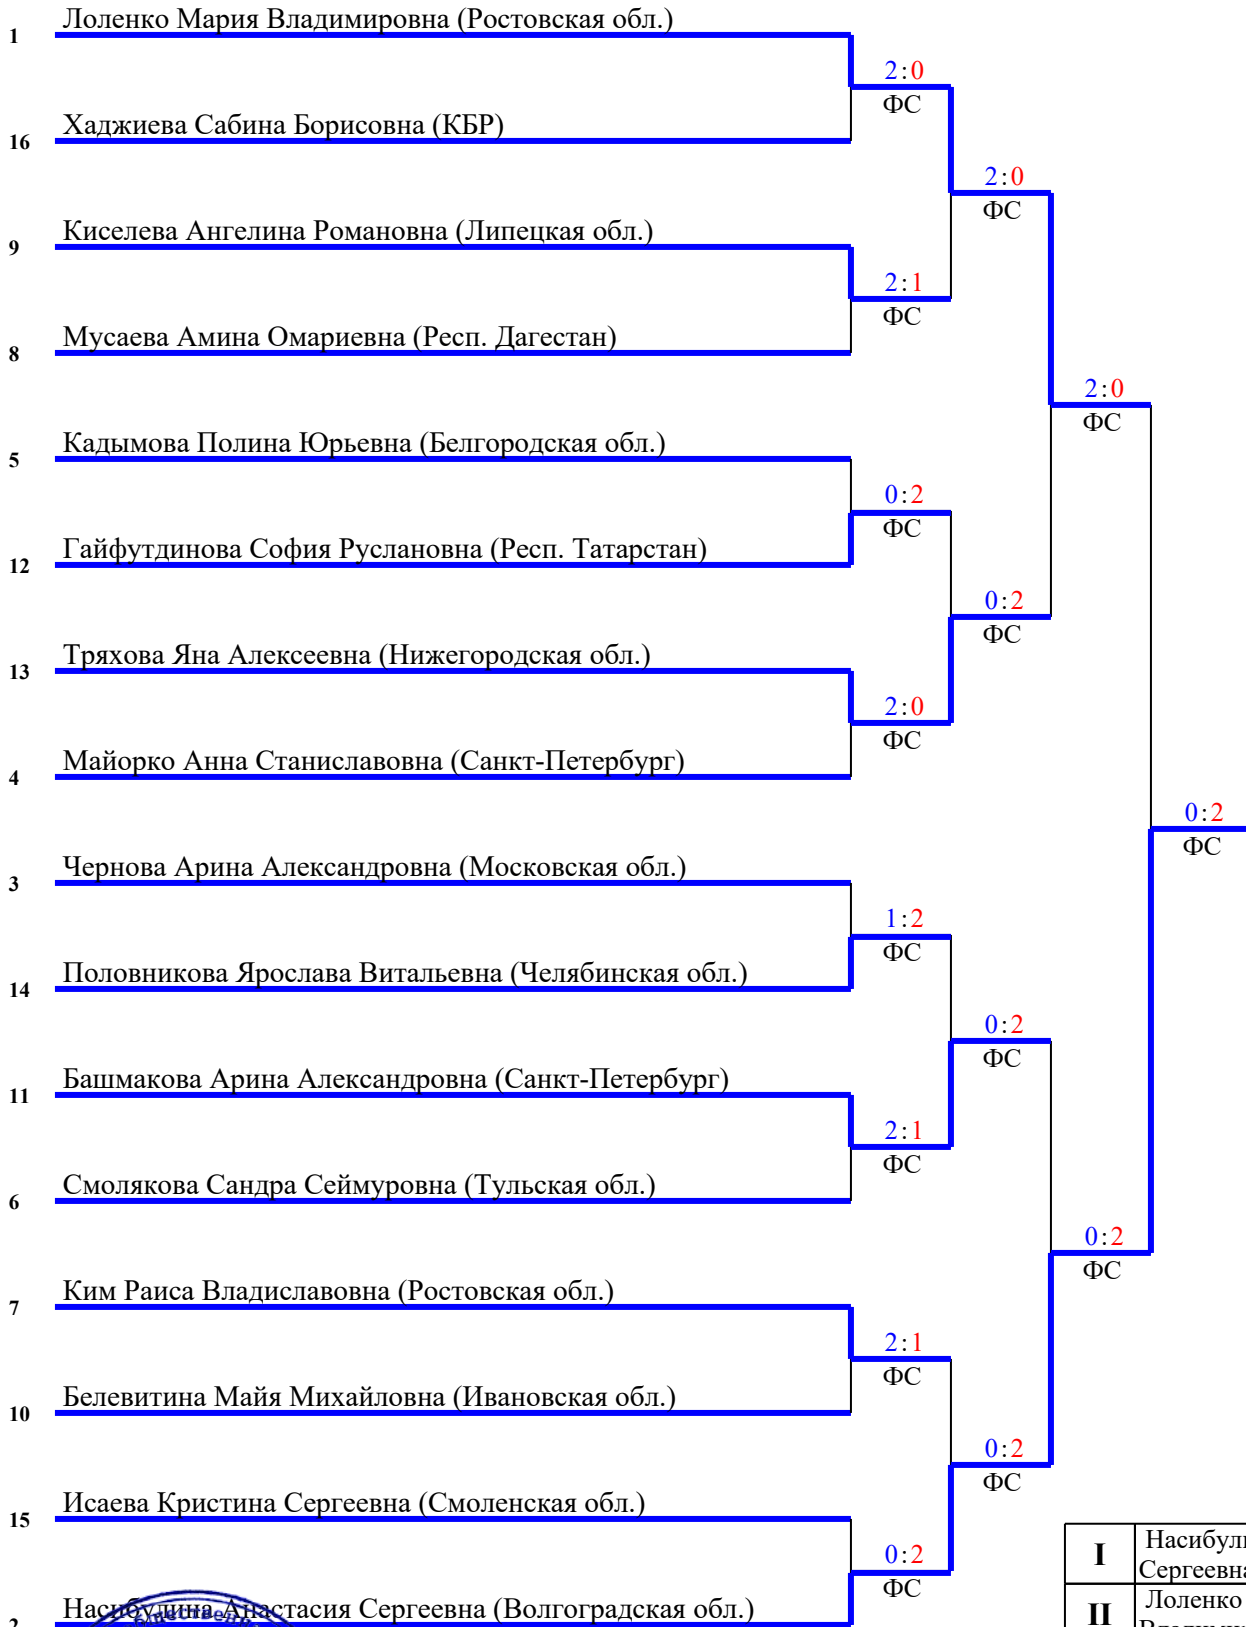 1 Лоленко Мария Владимировна (Ростовская обл.)
2:0
ФС
16 Хаджиева Сабина Борисовна (КБР)
2:0
ФС
9 Киселева Ангелина Романовна (Липецкая обл.)
2:1
ФС
8 Мусаева Амина Омариевна (Респ. Дагестан)
2:0
ФС
5 Кадымова Полина Юрьевна (Белгородская обл.)
0:2
ФС
12 Гайфутдинова София Руслановна (Респ. Татарстан)
0:2
ФС
13 Тряхова Яна Алексеевна (Нижегородская обл.)
2:0
ФС
4 Майорко Анна Станиславовна (Санкт-Петербург)
0:2
ФС
3 Чернова Арина Александровна (Московская обл.)
1:2
ФС
14 Половникова Ярослава Витальевна (Челябинская обл.)
0:2
ФС
11 Башмакова Арина Александровна (Санкт-Петербург)
2:1
ФС
6 Смолякова Сандра Сеймуровна (Тульская обл.)
0:2
ФС
7 Ким Раиса Владиславовна (Ростовская обл.)
2:1
ФС
10 Белевитина Майя Михайловна (Ивановская обл.)
0:2
ФС
15 Исаева Кристина Сергеевна (Смоленская обл.)
0:2
ФС
2 Насибулина Анастасия Сергеевна (Волгоградская обл.)
I Насибули
Сергеевна
II Лоленко